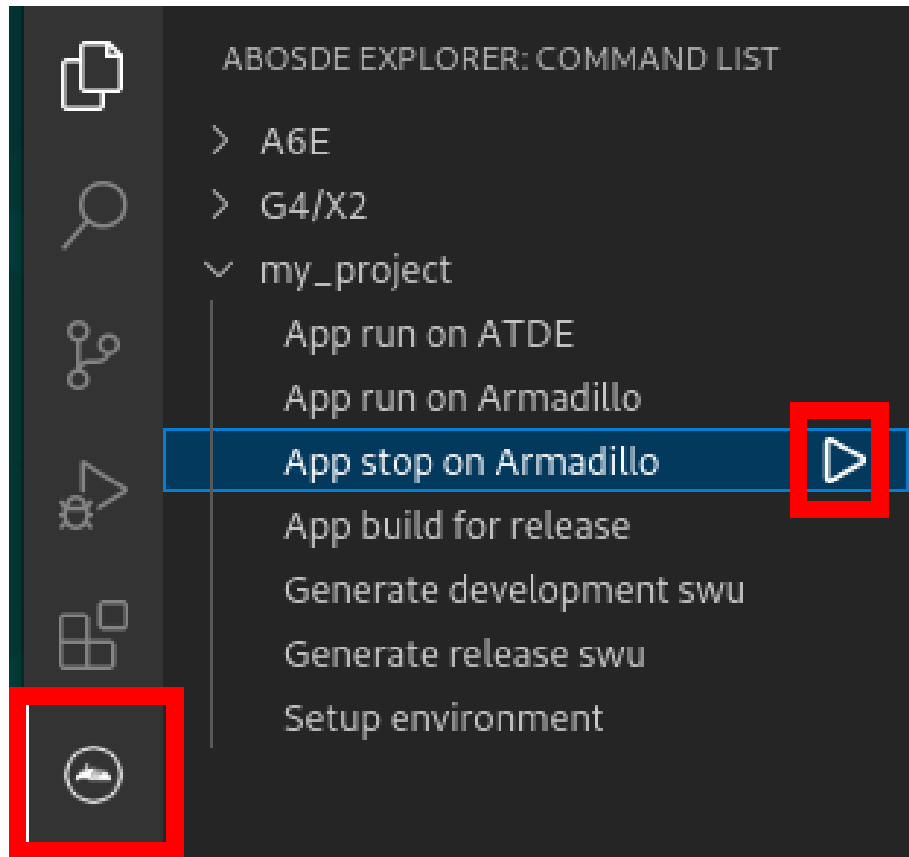 ABOSDE EXPLORER: COMMAND LIST
A6E
G4/X2
my_project
App run on ATDE
App run on Armadillo
App stop on Armadillo
App build for release
Generate development swu
Generate release swu
Setup environment